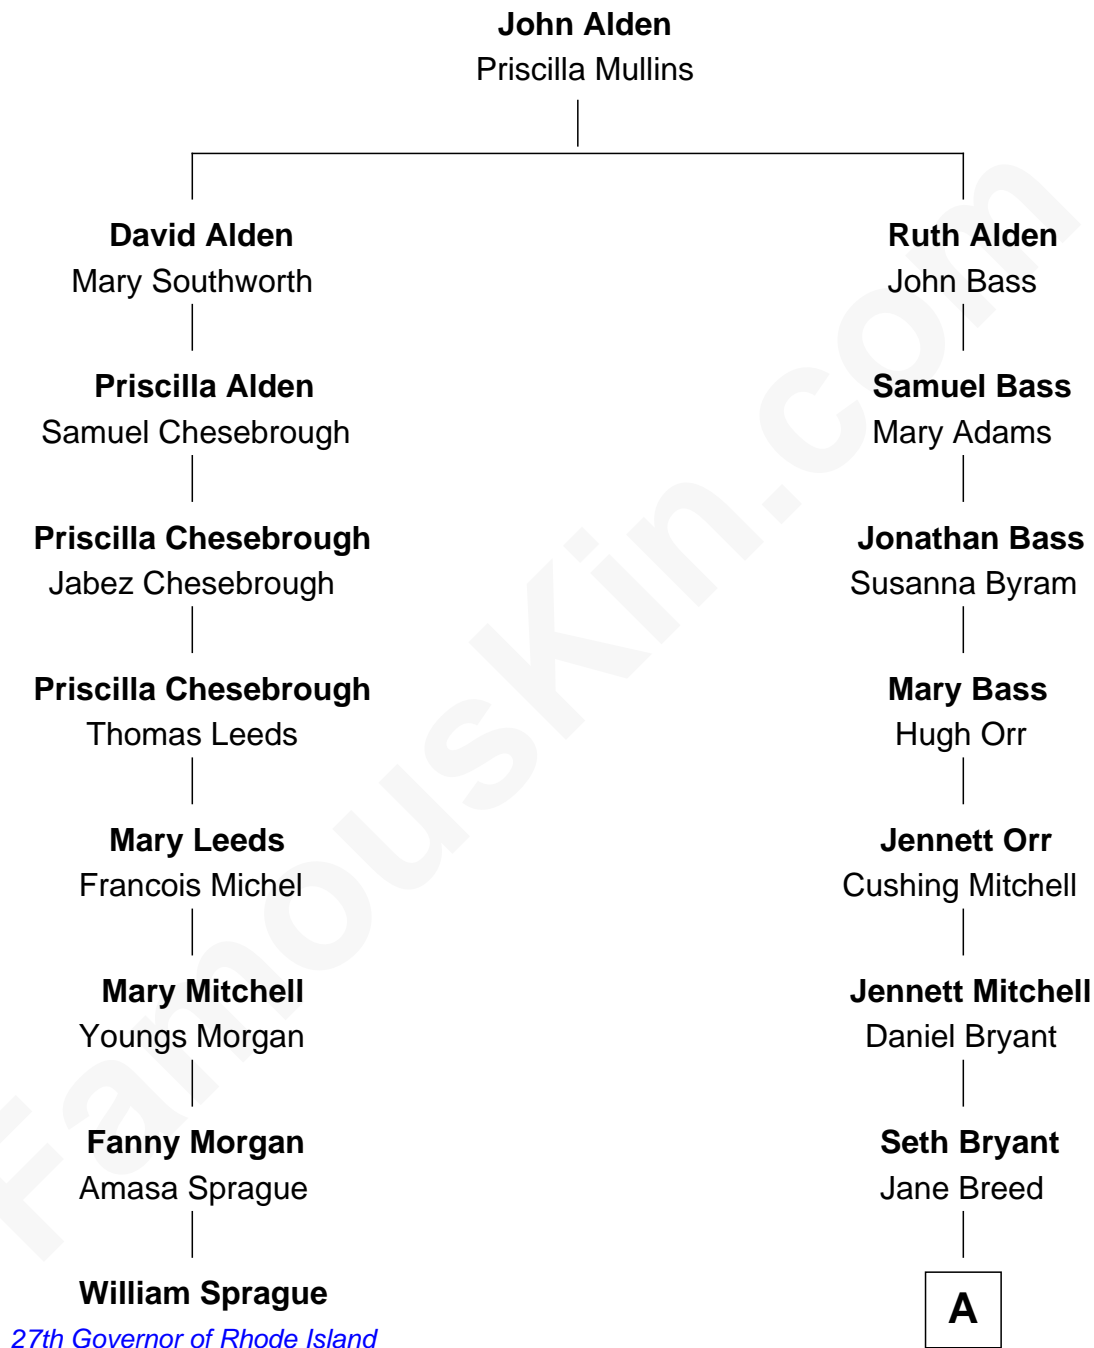 John Alden
Priscilla Mullins
David Alden
Mary Southworth
Ruth Alden
John Bass
Priscilla Alden
Samuel Chesebrough
Samuel Bass
Mary Adams
Priscilla Chesebrough
Jabez Chesebrough
Jonathan Bass
Susanna Byram
Priscilla Chesebrough
Thomas Leeds
Mary Bass
Hugh Orr
Mary Leeds
Francois Michel
Jennett Orr
Cushing Mitchell
Mary Mitchell
Youngs Morgan
Jennett Mitchell
Daniel Bryant
Fanny Morgan
Amasa Sprague
Seth Bryant
Jane Breed
William Sprague
27th Governor of Rhode Island
A
FamousKin.com